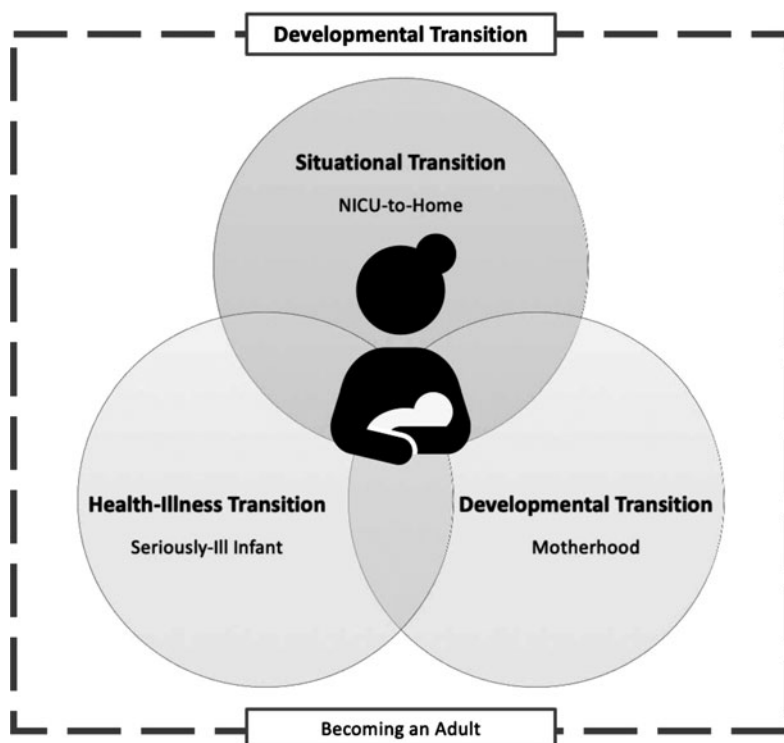 Developmental Transition
Situational Transition
NICU-to-Home
Health-Illness Transition
Seriously-Ill Infant
Developmental Transition
Motherhood
Becoming an Adult